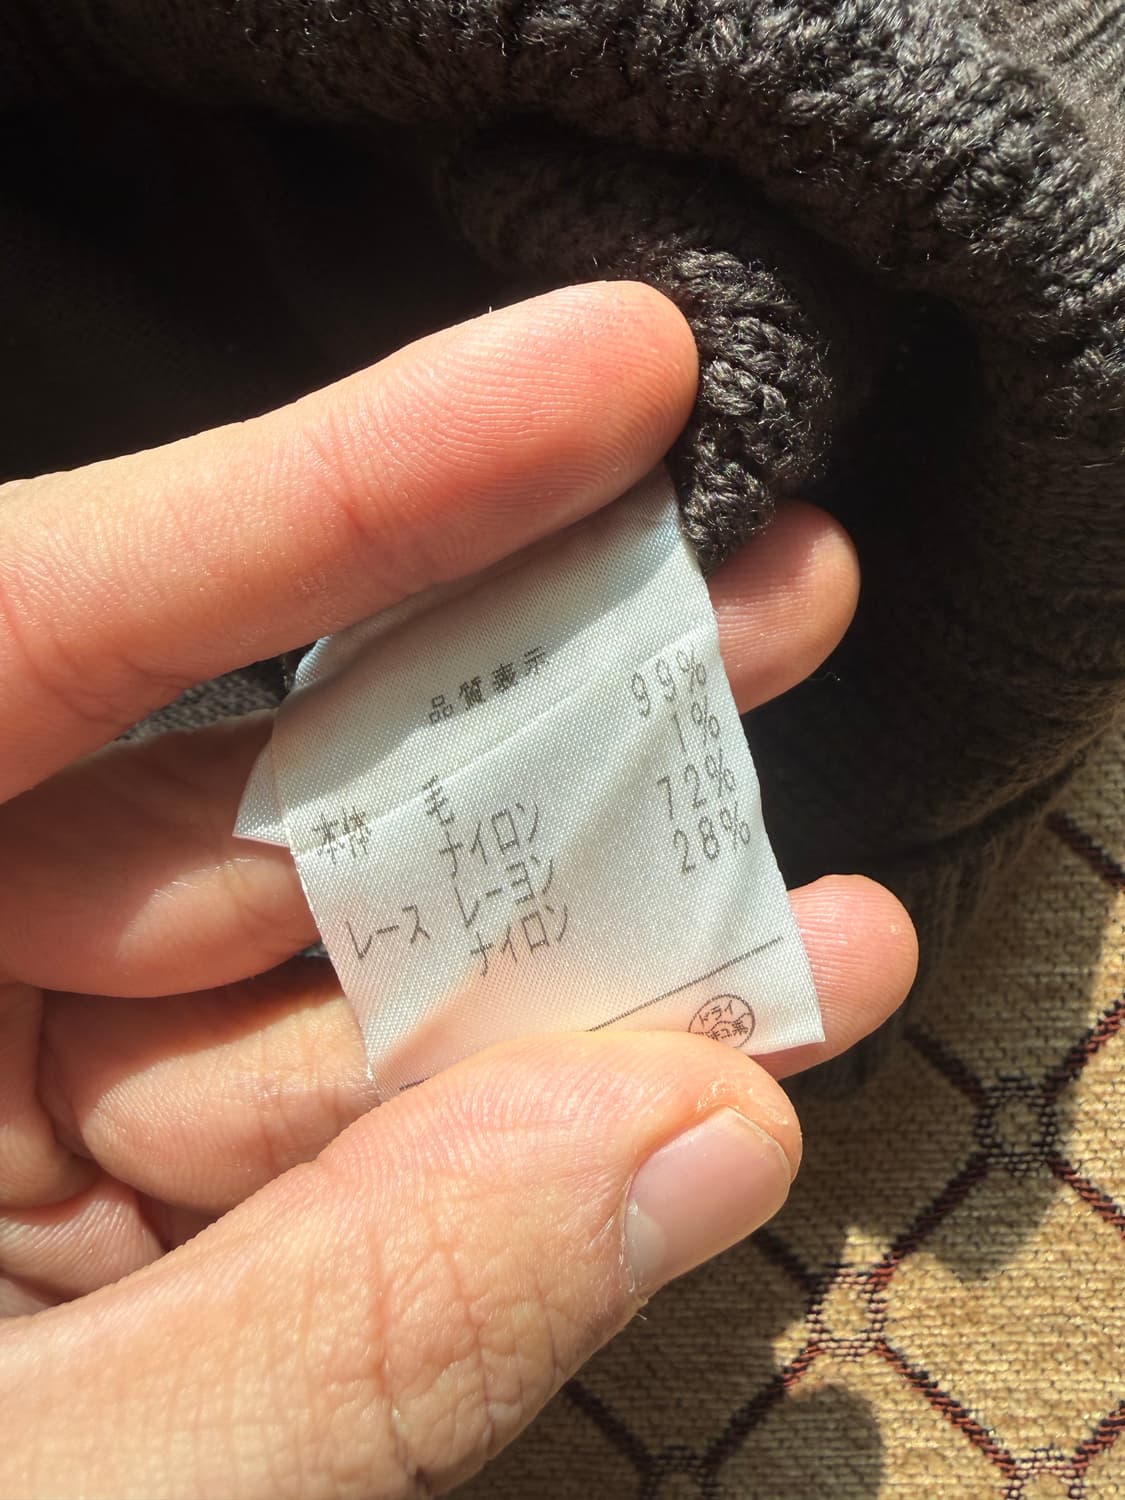 品質表示
本体 毛 99%
ナイロン 1%
レース レーヨン 72%
ナイロン 28%
ドライ